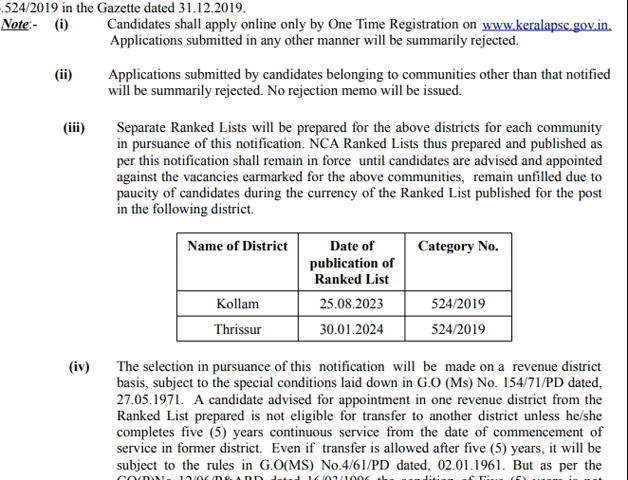 .524/2019 in the Gazette dated 31.12.2019.
Note:- (i) Candidates shall apply online only by One Time Registration on www.keralapsc.gov.in.
Applications submitted in any other manner will be summarily rejected.
(ii) Applications submitted by candidates belonging to communities other than that notified
will be summarily rejected. No rejection memo will be issued.
(iii) Separate Ranked Lists will be prepared for the above districts for each community
in pursuance of this notification. NCA Ranked Lists thus prepared and published as
per this notification shall remain in force until candidates are advised and appointed
against the vacancies earmarked for the above communities, remain unfilled due to
paucity of candidates during the currency of the Ranked List published for the post
in the following district.
Name of District Date of publication of Ranked List Category No.
Kollam 25.08.2023 524/2019
Thrissur 30.01.2024 524/2019
(iv) The selection in pursuance of this notification will be made on a revenue district
basis, subject to the special conditions laid down in G.O (Ms) No. 154/71/PD dated,
27.05.1971. A candidate advised for appointment in one revenue district from the
Ranked List prepared is not eligible for transfer to another district unless he/she
completes five (5) years continuous service from the date of commencement of
service in former district. Even if transfer is allowed after five (5) years, it will be
subject to the rules in G.O(MS) No.4/61/PD dated, 02.01.1961. But as per the